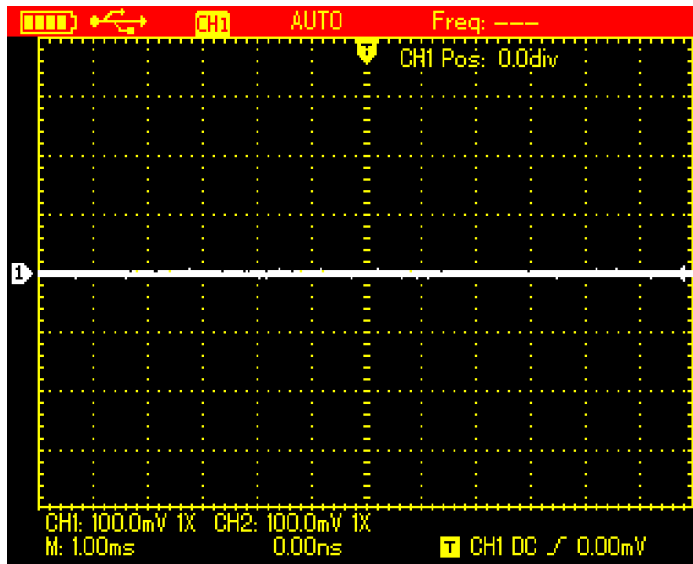 CH1 AUTO Freq: ---
T
CH1 Pos: 0.0div
1
CH1: 100.0mV 1X CH2: 100.0mV 1X
M: 1.00ms 0.00ns T CH1 DC 0.00mV